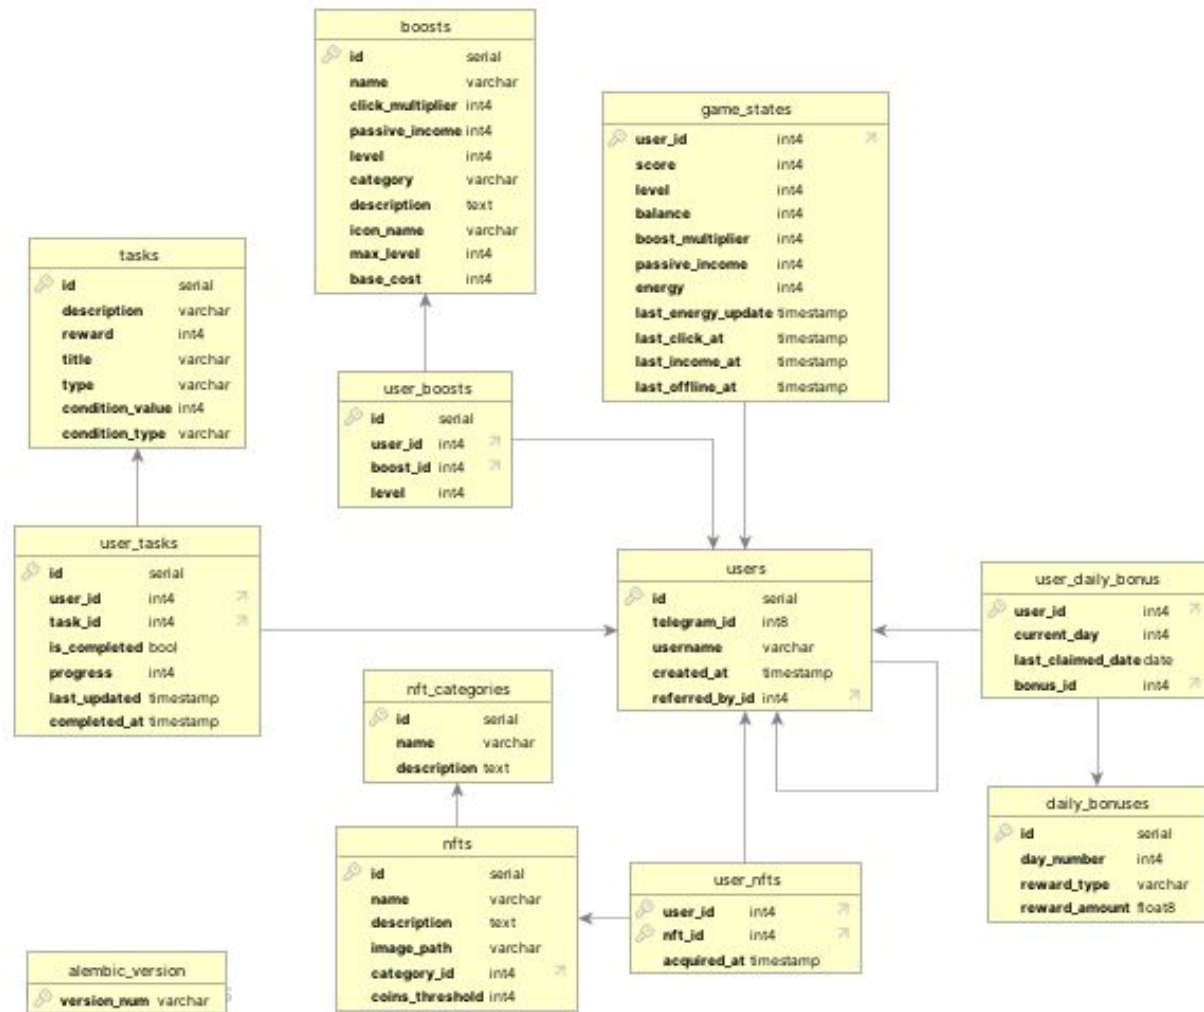 boosts
id serial
name varchar
click_multiplier int4
passive_income int4
level int4
category varchar
description text
icon_name varchar
max_level int4
base_cost int4
game_states
user_id int4
score int4
level int4
balance int4
boost_multiplier int4
passive_income int4
energy int4
last_energy_update timestamp
last_click_at timestamp
last_income_at timestamp
last_offline_at timestamp
tasks
id serial
description varchar
reward int4
title varchar
type varchar
condition_value int4
condition_type varchar
user_boosts
id serial
user_id int4
boost_id int4
level int4
user_tasks
id serial
user_id int4
task_id int4
is_completed bool
progress int4
last_updated timestamp
completed_at timestamp
users
id serial
telegram_id int8
username varchar
created_at timestamp
referred_by_id int4
user_daily_bonus
user_id int4
current_day int4
last_claimed_date date
bonus_id int4
nft_categories
id serial
name varchar
description text
daily_bonuses
id serial
day_number int4
reward_type varchar
reward_amount float8
nfts
id serial
name varchar
description text
image_path varchar
category_id int4
coins_threshold int4
user_nfts
user_id int4
nft_id int4
acquired_at timestamp
alembic_version
version_num varchar